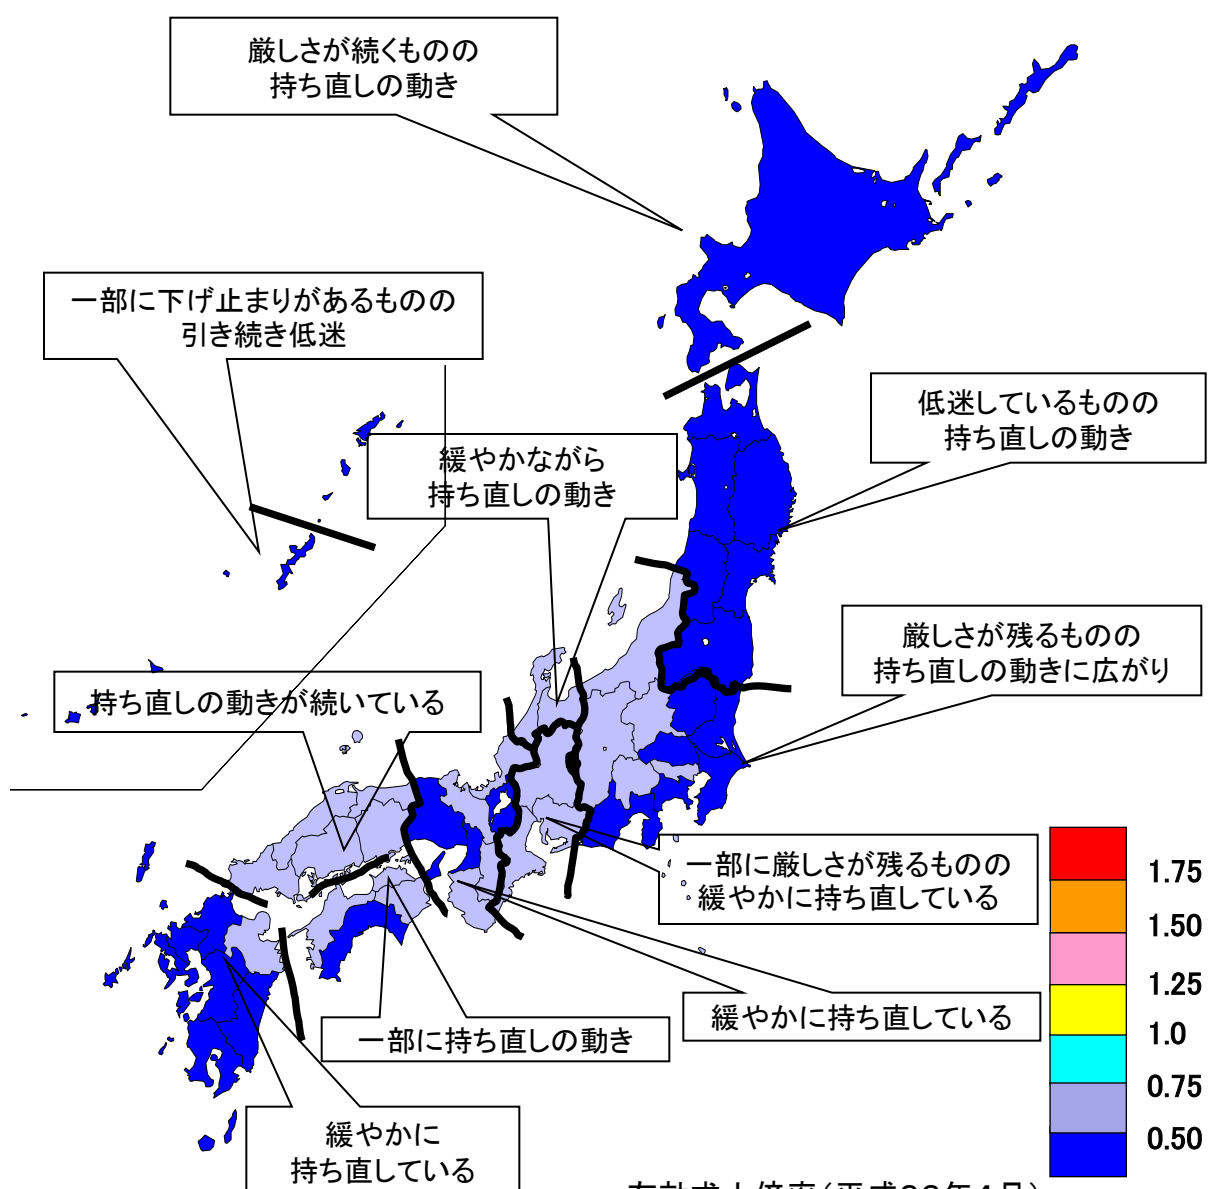 厳しさが続くものの
持ち直しの動き
一部に下げ止まりがあるものの
引き続き低迷
低迷しているものの
持ち直しの動き
緩やかながら
持ち直しの動き
厳しさが残るものの
持ち直しの動きに広がり
持ち直しの動きが続いている
一部に厳しさが残るものの
緩やかに持ち直している
緩やかに持ち直している
一部に持ち直しの動き
緩やかに
持ち直している
1.75
1.50
1.25
1.0
0.75
0.50